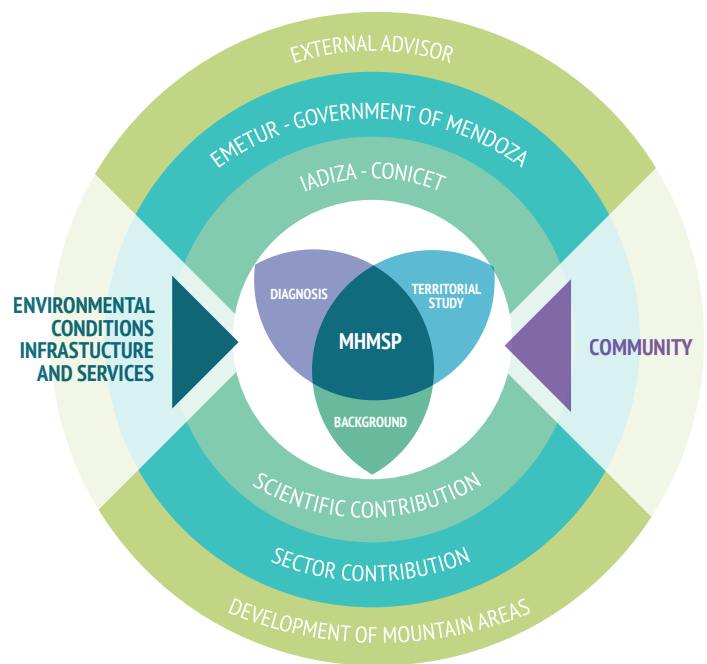 EXTERNAL ADVISOR
EMETUR - GOVERNMENT OF MENDOZA
IADIZA - CONICET
DIAGNOSIS
TERRITORIAL
STUDY
MHMSP
BACKGROUND
ENVIRONMENTAL
CONDITIONS
INFRASTUCTURE
AND SERVICES
COMMUNITY
SCIENTIFIC CONTRIBUTION
SECTOR CONTRIBUTION
DEVELOPMENT OF MOUNTAIN AREAS